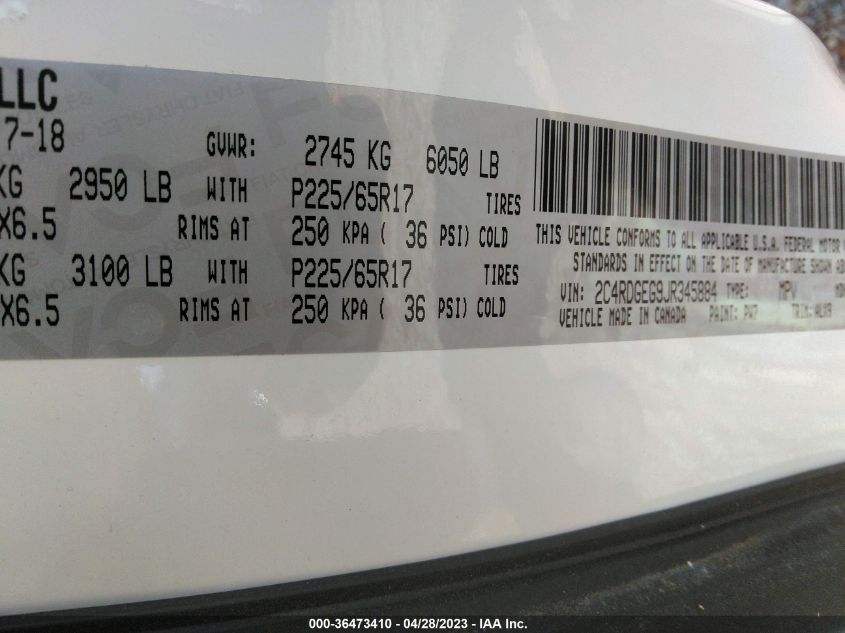 LLC
7-18 GVWR: 2745 KG 6050 LB
KG 2950 LB WITH P225/65R17 TIRES
X6.5 RIMS AT 250 KPA ( 36 PSI) COLD
KG 3100 LB WITH P225/65R17 TIRES
X6.5 RIMS AT 250 KPA ( 36 PSI) COLD
THIS VEHICLE CONFORMS TO ALL APPLICABLE U.S.A. FEDERAL MOTOR
STANDARDS IN EFFECT ON THE DATE OF MANUFACTURE SHOWN
VIN: 2C4RDGEG9JR345884 TYPE: MPV
VEHICLE MADE IN CANADA PAINT: PW7 TRIM:
000-36473410 - 04/28/2023 - IAA Inc.